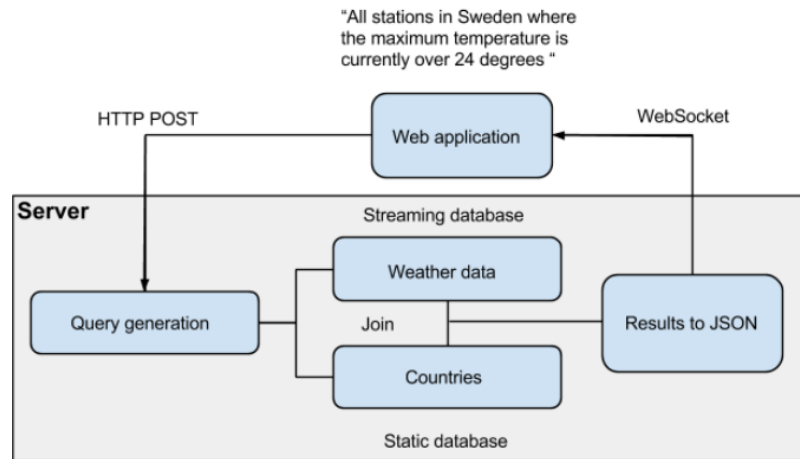 “All stations in Sweden where
the maximum temperature is
currently over 24 degrees “
HTTP POST
Web application
WebSocket
Server
Streaming database
Weather data
Query generation
Join
Results to JSON
Countries
Static database